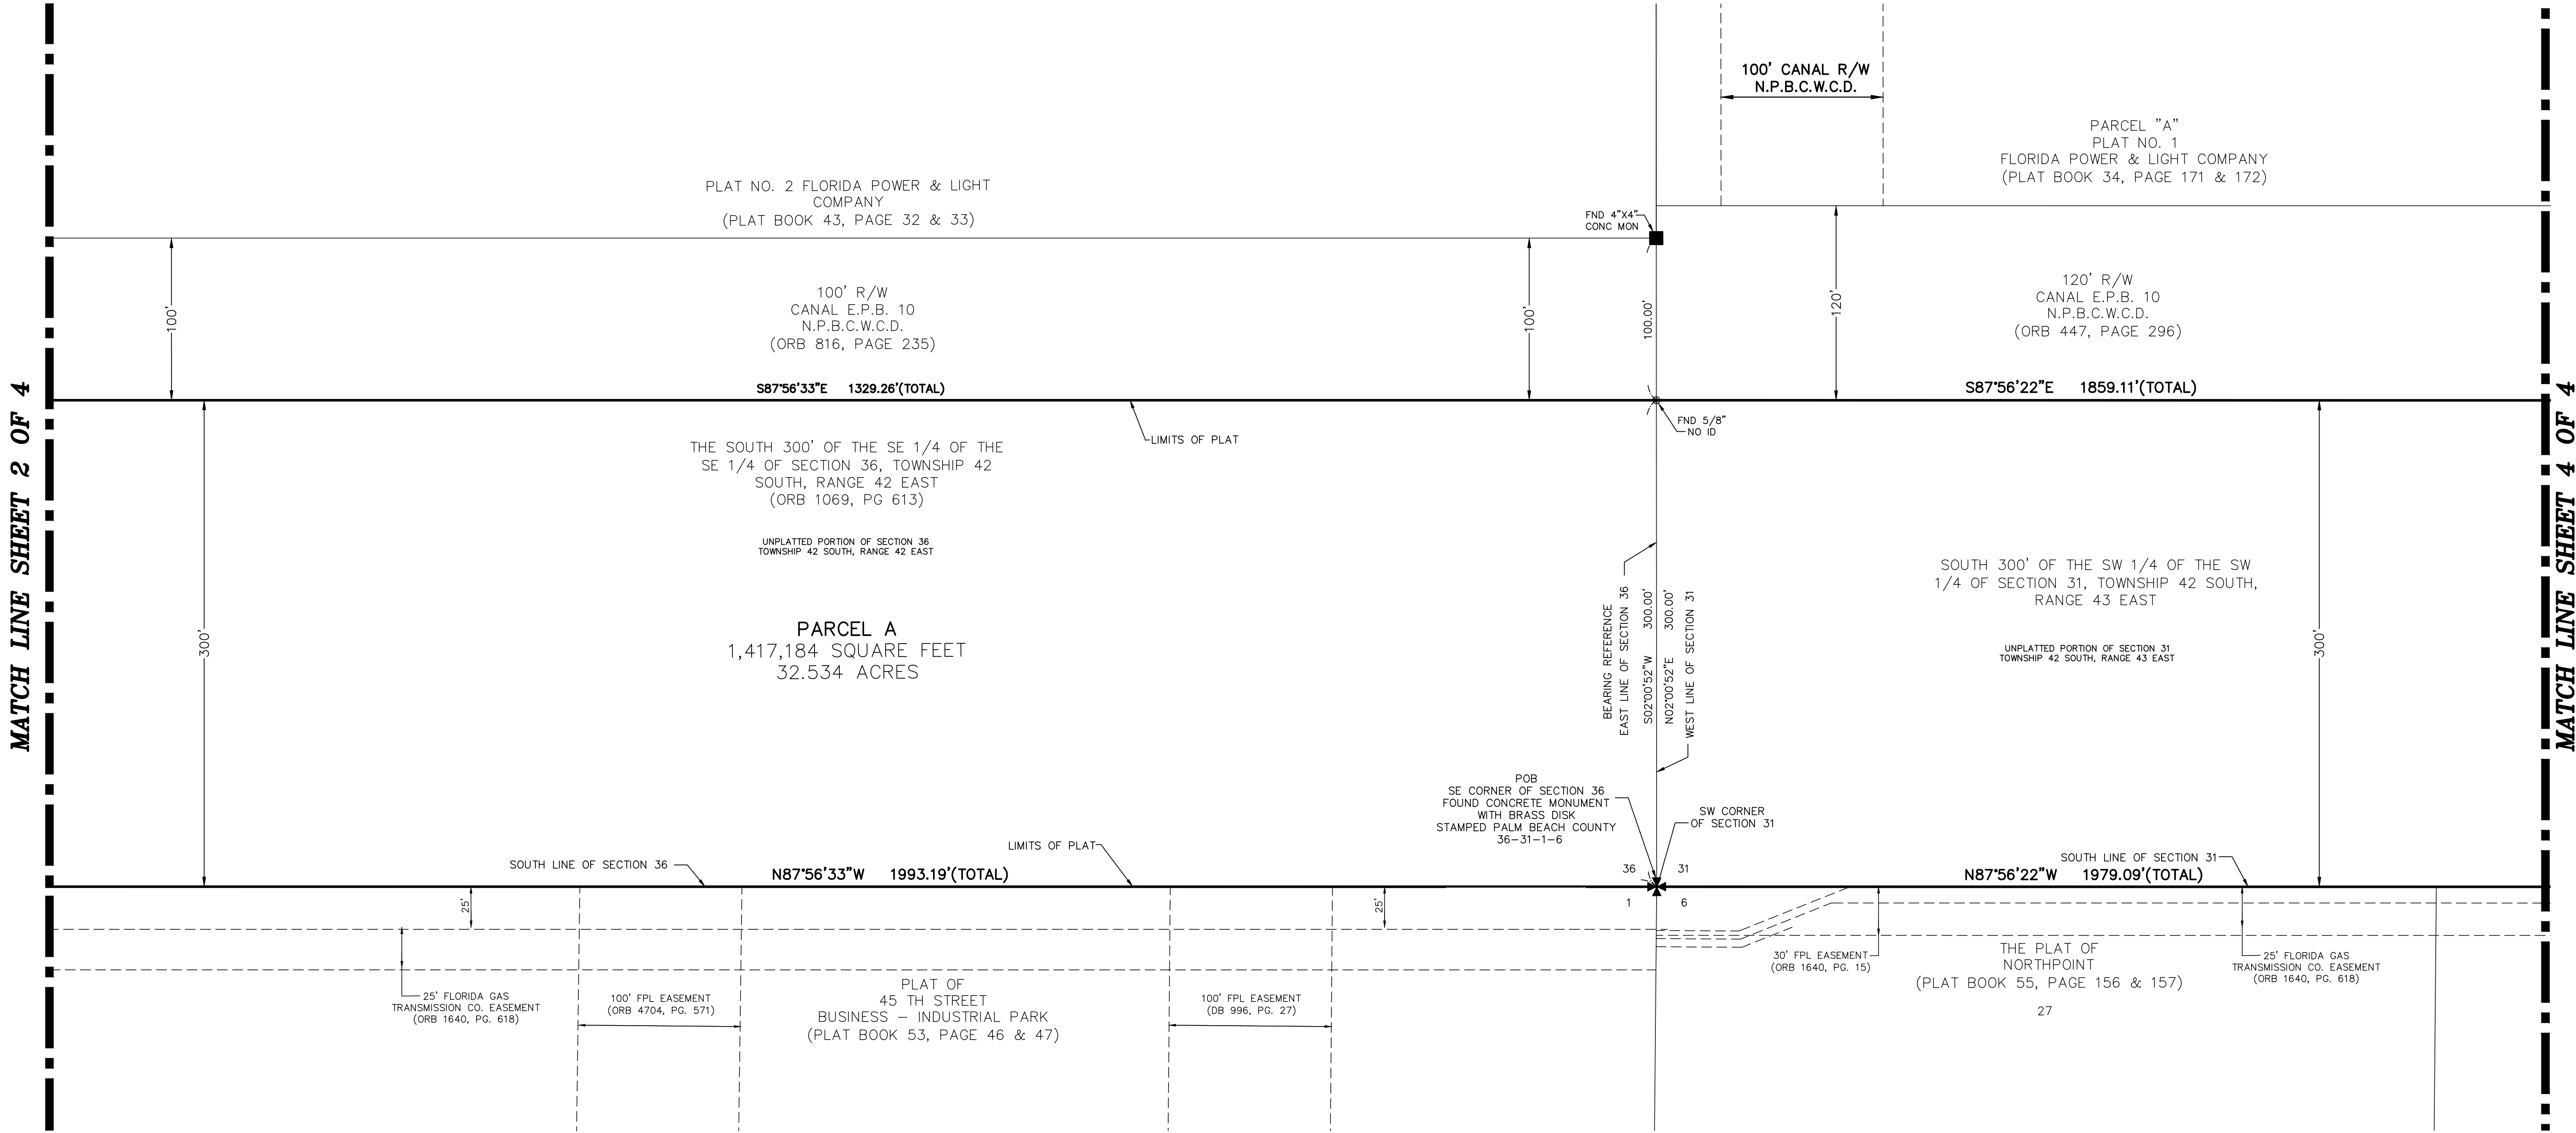 MATCH LINE SHEET 2 OF 4
PLAT NO. 2 FLORIDA POWER & LIGHT
COMPANY
(PLAT BOOK 43, PAGE 32 & 33)
100' CANAL R/W
N.P.B.C.W.C.D.
PARCEL "A"
PLAT NO. 1
FLORIDA POWER & LIGHT COMPANY
(PLAT BOOK 34, PAGE 171 & 172)
FND 4"X4"
CONC MON
100'
100' R/W
CANAL E.P.B. 10
N.P.B.C.W.C.D.
(ORB 816, PAGE 235)
100'
100.00'
120'
120' R/W
CANAL E.P.B. 10
N.P.B.C.W.C.D.
(ORB 447, PAGE 296)
S87°56'33"E 1329.26'(TOTAL)
S87°56'22"E 1859.11'(TOTAL)
LIMITS OF PLAT
FND 5/8"
NO ID
THE SOUTH 300' OF THE SE 1/4 OF THE
SE 1/4 OF SECTION 36, TOWNSHIP 42
SOUTH, RANGE 42 EAST
(ORB 1069, PG 613)
UNPLATTED PORTION OF SECTION 36
TOWNSHIP 42 SOUTH, RANGE 42 EAST
300'
PARCEL A
1,417,184 SQUARE FEET
32.534 ACRES
BEARING REFERENCE
EAST LINE OF SECTION 36
S02°00'52"W 300.00'
N02°00'52"E 300.00'
WEST LINE OF SECTION 31
SOUTH 300' OF THE SW 1/4 OF THE SW
1/4 OF SECTION 31, TOWNSHIP 42 SOUTH,
RANGE 43 EAST
UNPLATTED PORTION OF SECTION 31
TOWNSHIP 42 SOUTH, RANGE 43 EAST
300'
POB
SE CORNER OF SECTION 36
FOUND CONCRETE MONUMENT
WITH BRASS DISK
STAMPED PALM BEACH COUNTY
36-31-1-6
SW CORNER
OF SECTION 31
SOUTH LINE OF SECTION 36
LIMITS OF PLAT
N87°56'33"W 1993.19'(TOTAL)
36
31
SOUTH LINE OF SECTION 31
N87°56'22"W 1979.09'(TOTAL)
25'
25'
1
6
25' FLORIDA GAS
TRANSMISSION CO. EASEMENT
(ORB 1640, PG. 618)
100' FPL EASEMENT
(ORB 4704, PG. 571)
PLAT OF
45 TH STREET
BUSINESS – INDUSTRIAL PARK
(PLAT BOOK 53, PAGE 46 & 47)
100' FPL EASEMENT
(DB 996, PG. 27)
30' FPL EASEMENT
(ORB 1640, PG. 15)
THE PLAT OF
NORTHPOINT
(PLAT BOOK 55, PAGE 156 & 157)
27
25' FLORIDA GAS
TRANSMISSION CO. EASEMENT
(ORB 1640, PG. 618)
MATCH LINE SHEET 4 OF 4